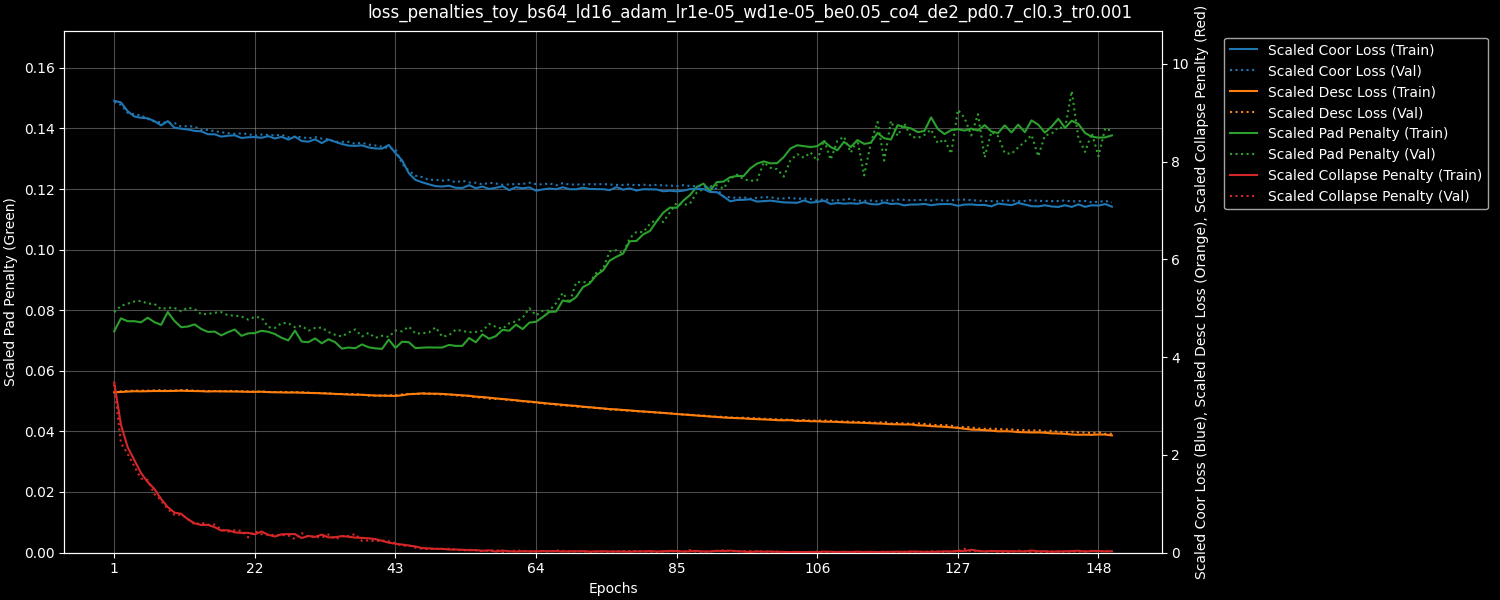 loss_penalties_toy_bs64_ld16_adam_lr1e-05_wd1e-05_be0.05_co4_de2_pd0.7_cl0.3_tr0.001
Scaled Pad Penalty (Green)
0.16
0.14
0.12
0.10
0.08
0.06
0.04
0.02
0.00
1
22
43
64
85
106
127
148
Epochs
10
8
6
4
2
0
Scaled Coor Loss (Blue), Scaled Desc Loss (Orange), Scaled Collapse Penalty (Red)
Scaled Coor Loss (Train)
Scaled Coor Loss (Val)
Scaled Desc Loss (Train)
Scaled Desc Loss (Val)
Scaled Pad Penalty (Train)
Scaled Pad Penalty (Val)
Scaled Collapse Penalty (Train)
Scaled Collapse Penalty (Val)